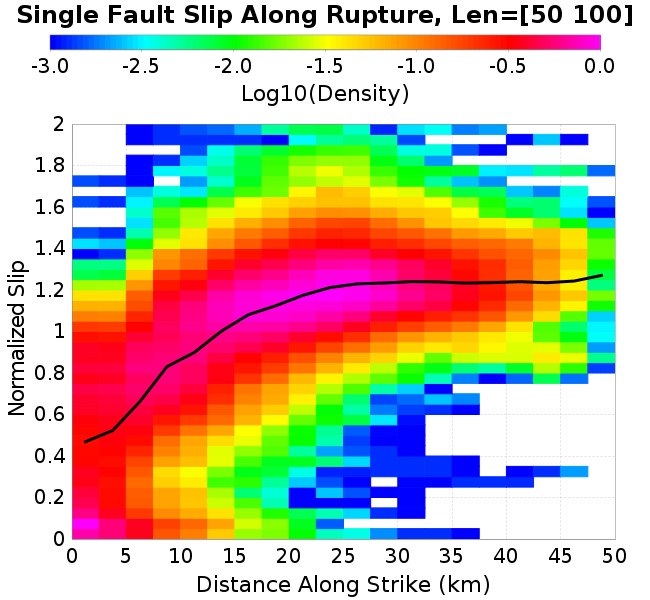 Single Fault Slip Along Rupture, Len=[50 100]
-3.0 -2.5 -2.0 -1.5 -1.0 -0.5 0.0
Log10(Density)
2
1.8
1.6
1.4
1.2
1
0.8
0.6
0.4
0.2
0
Normalized Slip
0 5 10 15 20 25 30 35 40 45 50
Distance Along Strike (km)